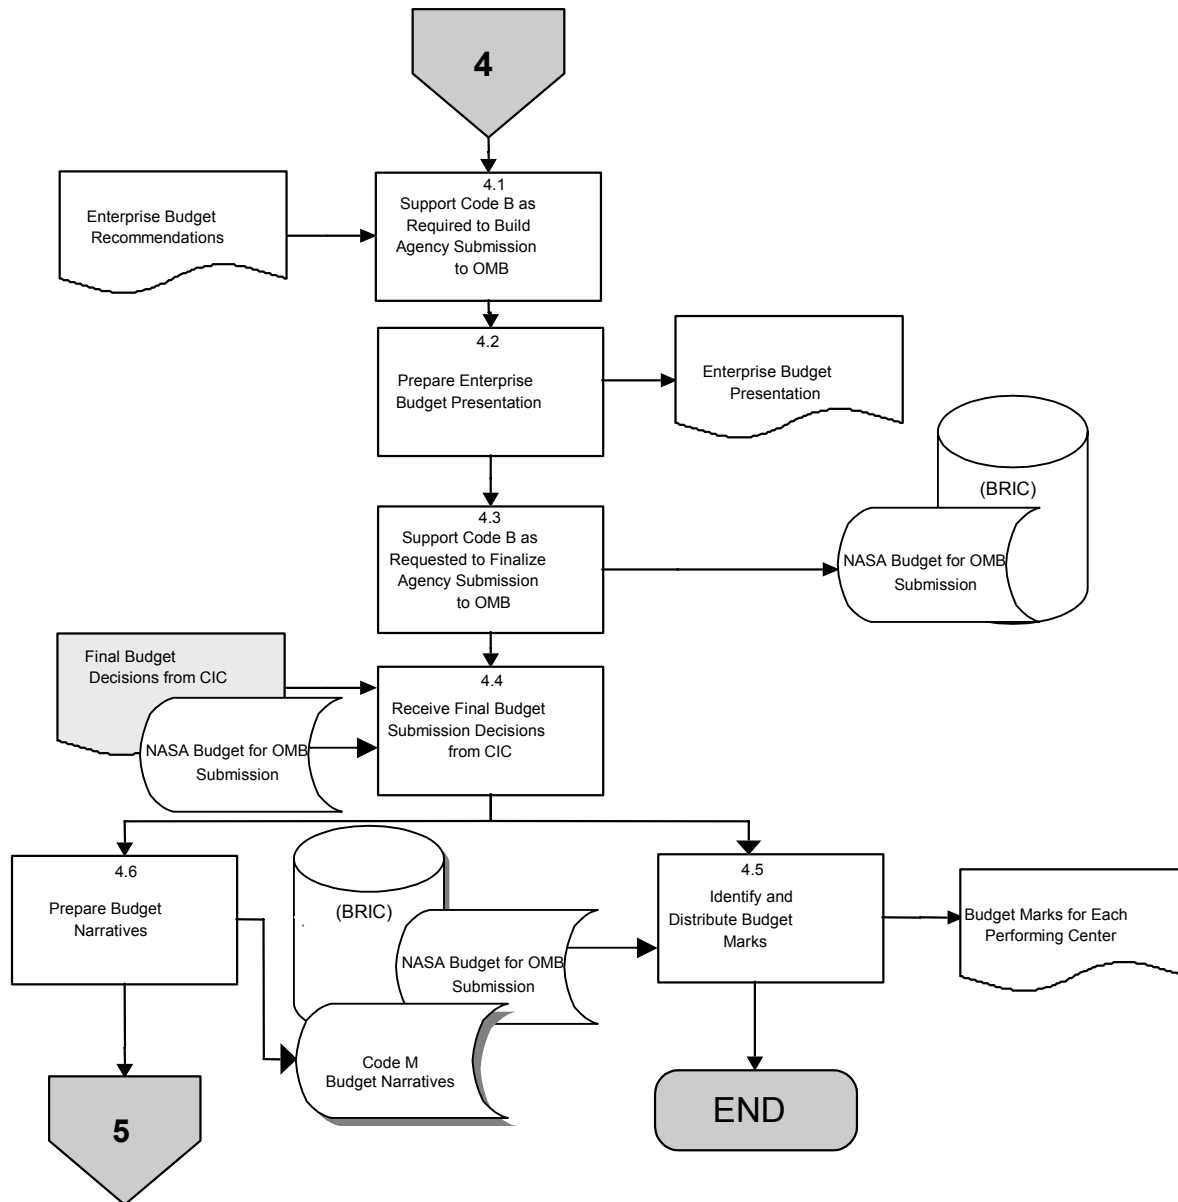 4
4.1
Support Code B as
Required to Build
Agency Submission
to OMB
Enterprise Budget
Recommendations
4.2
Prepare Enterprise
Budget Presentation
Enterprise Budget
Presentation
(BRIC)
NASA Budget for OMB
Submission
4.3
Support Code B as
Requested to Finalize
Agency Submission
to OMB
Final Budget
Decisions from CIC
NASA Budget for OMB
Submission
4.4
Receive Final Budget
Submission Decisions
from CIC
4.6
Prepare Budget
Narratives
(BRIC)
NASA Budget for OMB
Submission
Code M
Budget Narratives
4.5
Identify and
Distribute Budget
Marks
Budget Marks for Each
Performing Center
5
END